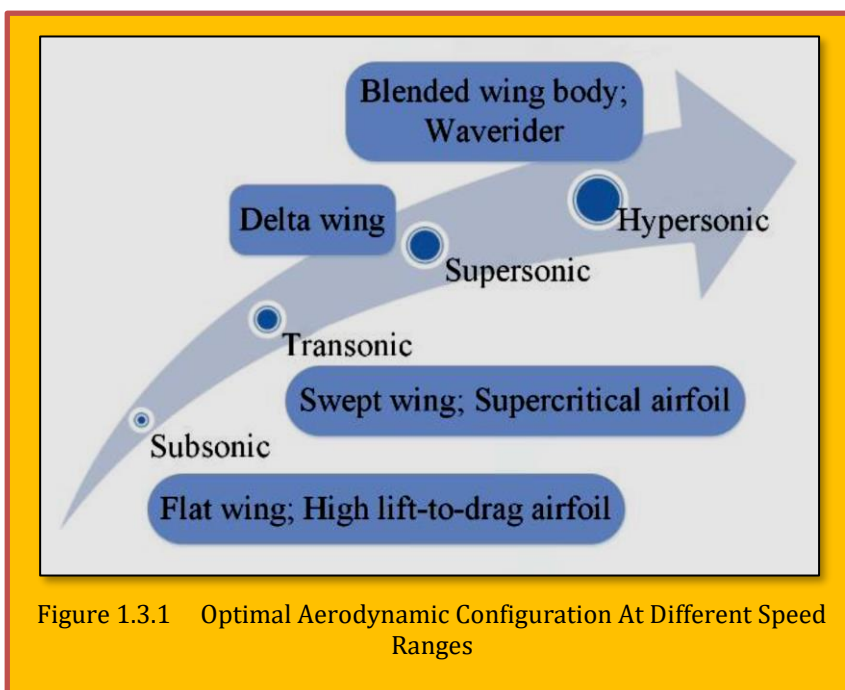 Blended wing body;
Waverider
Delta wing
Hypersonic
Supersonic
Transonic
Swept wing; Supercritical airfoil
Subsonic
Flat wing; High lift-to-drag airfoil
Figure 1.3.1 Optimal Aerodynamic Configuration At Different Speed
Ranges